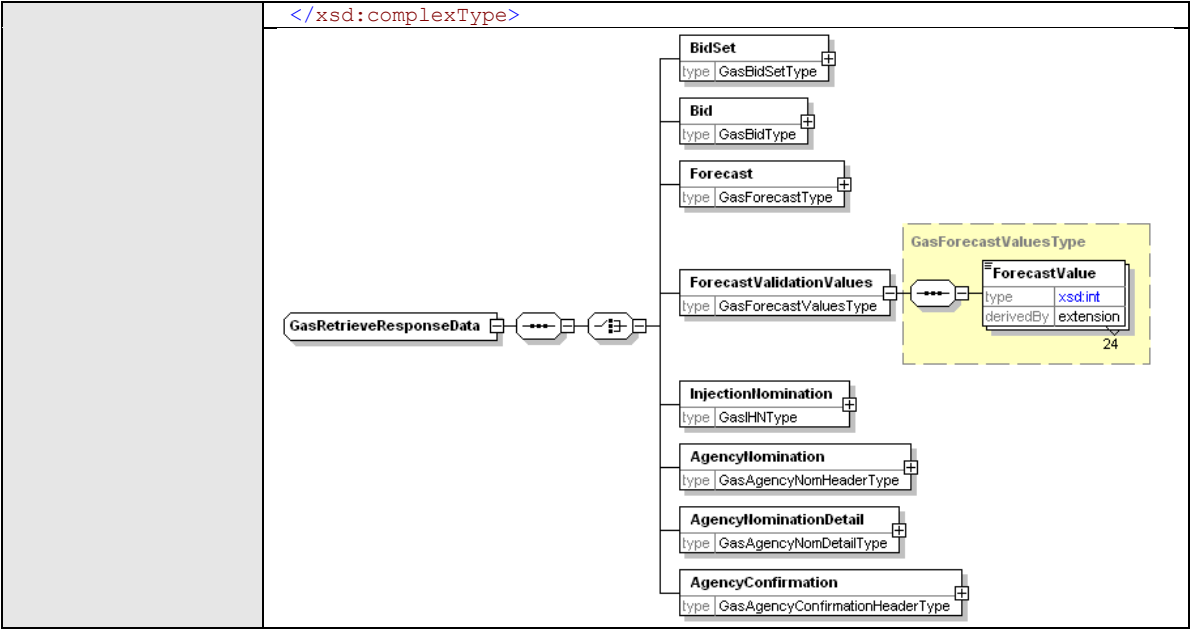 </xsd:complexType>
BidSet
type GasBidSetType
Bid
type GasBidType
Forecast
type GasForecastType
GasForecastValuesType
ForecastValue
type xsd:int
derivedBy extension
24
ForecastValidationValues
type GasForecastValuesType
GasRetrieveResponseData
InjectionNomination
type GasIHNType
AgencyNomination
type GasAgencyNomHeaderType
AgencyNominationDetail
type GasAgencyNomDetailType
AgencyConfirmation
type GasAgencyConfirmationHeaderType